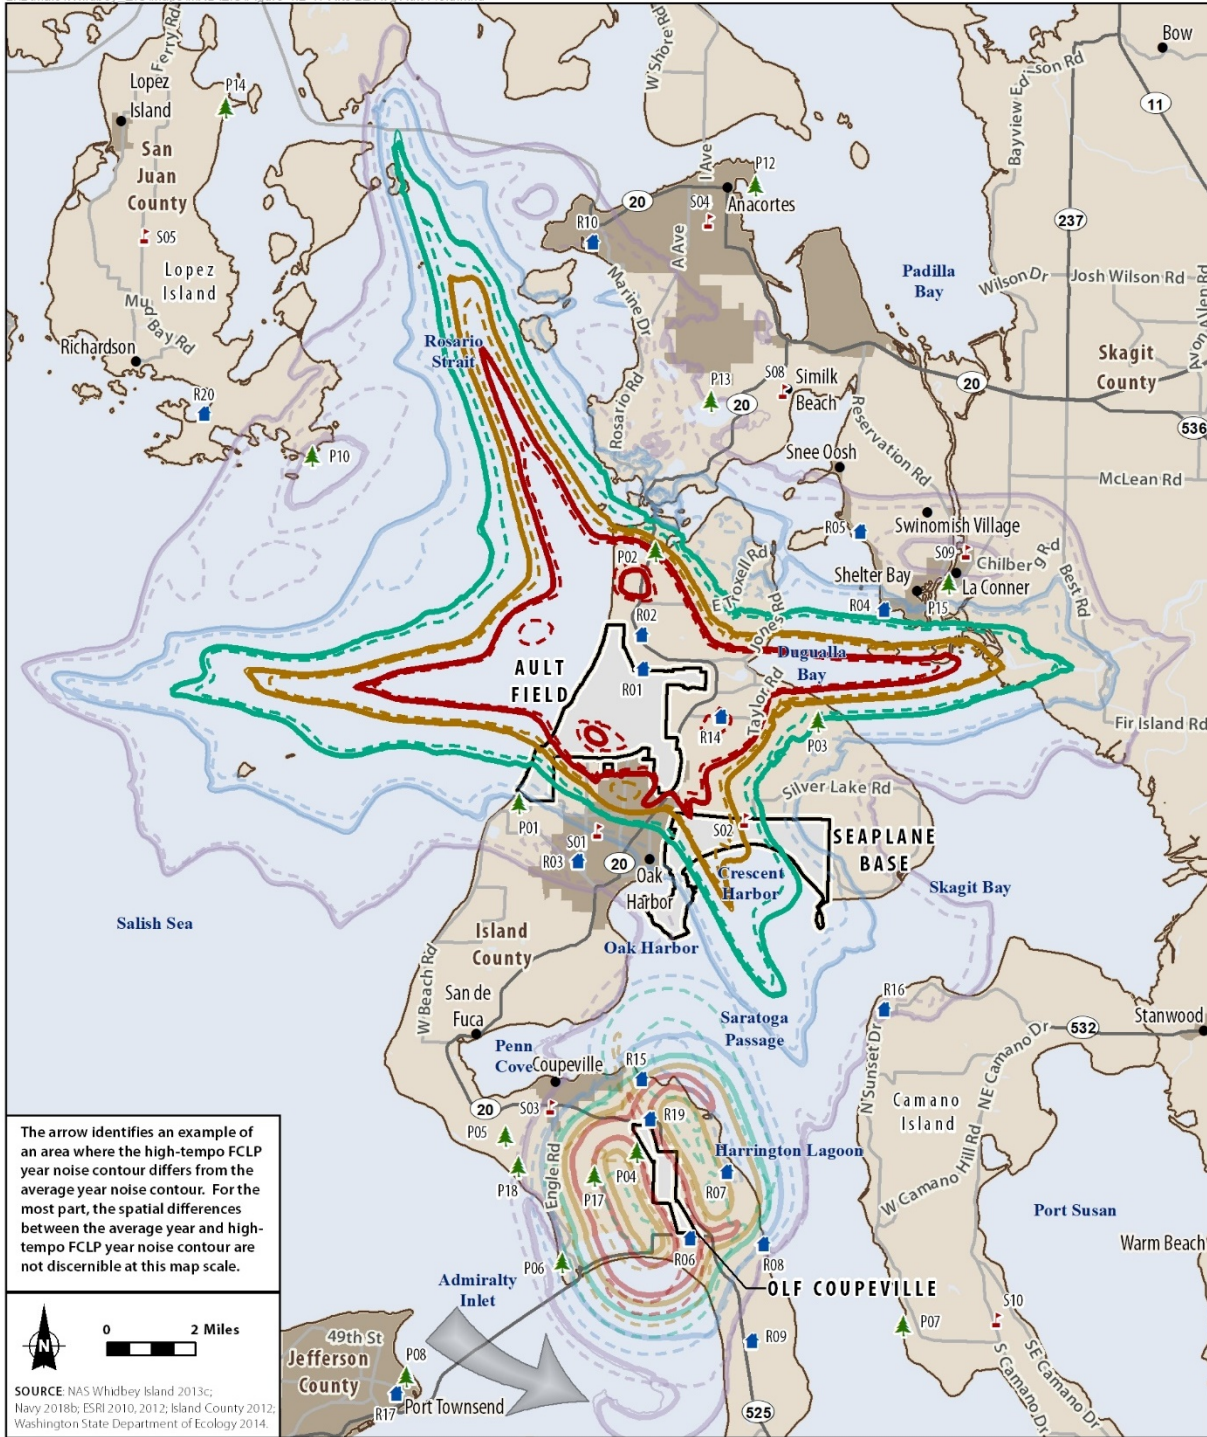 Ferry Rd
W Shore Rd
Bow
Lopez
Island
P14
Bayview Edison Rd
11
San
Juan
County
P12
I Ave
S04
Anacortes
20
R10
A Ave
237
S05
Lopez
Island
Padilla
Bay
Marine Dr
Wilson Dr
Josh Wilson Rd
Avon Allen Rd
Mud Bay Rd
Richardson
Rosario
Strait
Skagit
County
R20
P13
S08
Similk
Beach
20
20
Rosario Rd
Reservation Rd
536
P10
Snee Oosh
McLean Rd
R05
Swinomish Village
S09
Chilberg Rd
P02
E Troxell Rd
Shelter Bay
La Conner
Best Rd
R04
P15
R02
Jones Rd
AULT
FIELD
Dugualla
Bay
R01
Taylor Rd
R14
P03
Fir Island Rd
Silver Lake Rd
P01
S01
S02
SEAPLANE
BASE
R03
20
Oak
Harbor
Crescent
Harbor
Skagit Bay
Salish Sea
Island
County
Oak Harbor
W Beach Rd
San de
Fuca
R16
Saratoga
Passage
Stanwood
532
Penn
Cove
Coupeville
R15
N Sunset Dr
NE Camano Dr
20
S03
R19
Camano
Island
P05
P18
Engle Rd
P04
P17
Harrington Lagoon
R07
W Camano Hill Rd
Port Susan
R06
R08
Warm Beach
P06
OLF COUPEVILLE
Admiralty
Inlet
The arrow identifies an example of
an area where the high-tempo FCLP
year noise contour differs from the
average year noise contour. For the
most part, the spatial differences
between the average year and high-
tempo FCLP year noise contour are
not discernible at this map scale.
N
0 2 Miles
49th St
Jefferson
County
P08
R17
Port Townsend
R09
P07
S10
525
S Camano Dr
SE Camano Dr
SOURCE: NAS Whidbey Island 2013c;
Navy 2018b; ESRI 2010, 2012; Island County 2012;
Washington State Department of Ecology 2014.